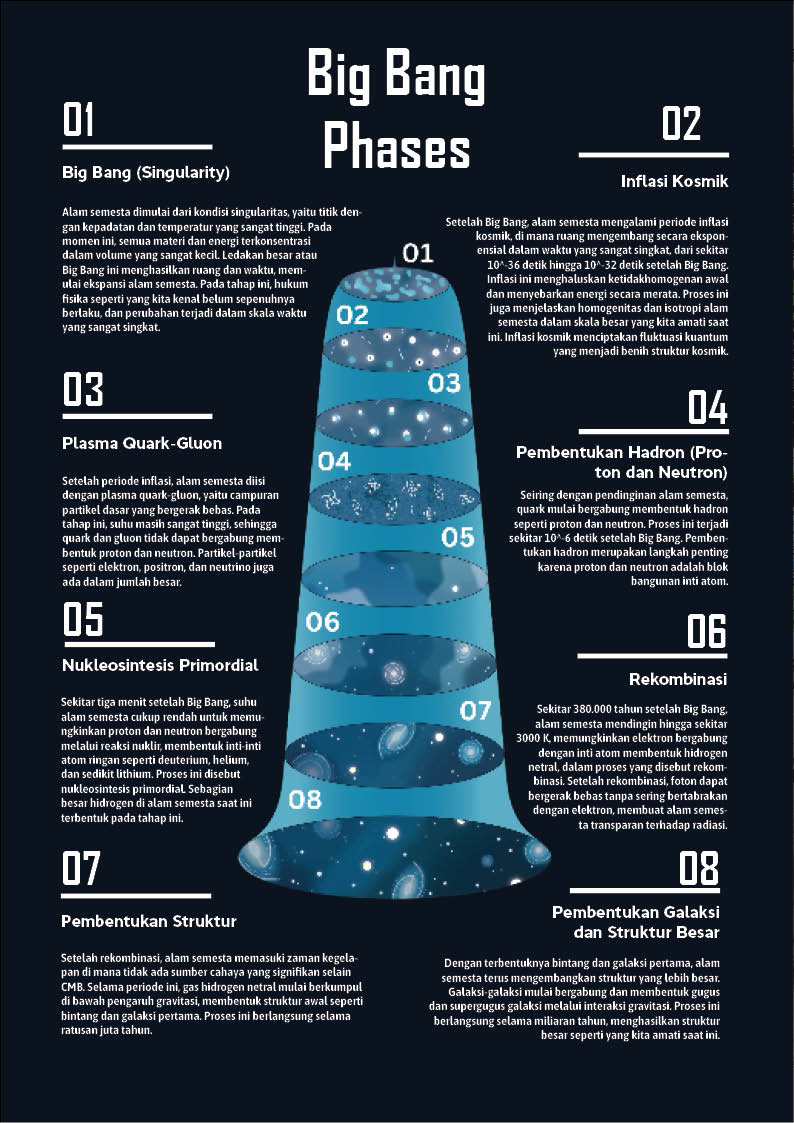 Big Bang
Phases
01
Big Bang (Singularity)
Alam semesta dimulai dari kondisi singularitas, yaitu titik den-
gan kepadatan dan temperatur yang sangat tinggi. Pada
momen ini, semua materi dan energi terkonsentrasi
dalam volume yang sangat kecil. Ledakan besar atau
Big Bang ini menghasilkan ruang dan waktu, mem-
ulai ekspansi alam semesta. Pada tahap ini, hukum
fisika seperti yang kita kenal belum sepenuhnya
berlaku, dan perubahan terjadi dalam skala waktu
yang sangat singkat.
02
Inflasi Kosmik
Setelah Big Bang, alam semesta mengalami periode inflasi
kosmik, di mana ruang mengembang secara ekspon-
ensial dalam waktu yang sangat singkat, dari sekitar
10^-36 detik hingga 10^-32 detik setelah Big Bang.
Inflasi ini menghaluskan ketidakhomogenan awal
dan menyebarkan energi secara merata. Proses ini
juga menjelaskan homogenitas dan isotropi alam
semesta dalam skala besar yang kita amati saat
ini. Inflasi kosmik menciptakan fluktuasi kuantum
yang menjadi benih struktur kosmik.
03
Plasma Quark-Gluon
Setelah periode inflasi, alam semesta diisi
dengan plasma quark-gluon, yaitu campuran
partikel dasar yang bergerak bebas. Pada
tahap ini, suhu masih sangat tinggi, sehingga
quark dan gluon tidak dapat bergabung mem-
bentuk proton dan neutron. Partikel-partikel
seperti elektron, positron, dan neutrino juga
ada dalam jumlah besar.
04
Pembentukan Hadron (Pro-
ton dan Neutron)
Seiring dengan pendinginan alam semesta,
quark mulai bergabung membentuk hadron
seperti proton dan neutron. Proses ini terjadi
sekitar 10^-6 detik setelah Big Bang. Pemben-
tukan hadron merupakan langkah penting
karena proton dan neutron adalah blok
bangunan inti atom.
05
Nukleosintesis Primordial
Sekitar tiga menit setelah Big Bang, suhu
alam semesta cukup rendah untuk memu-
ngkinkan proton dan neutron bergabung
melalui reaksi nuklir, membentuk inti-inti
atom ringan seperti deuterium, helium,
dan sedikit lithium. Proses ini disebut
nukleosintesis primordial. Sebagian
besar hidrogen di alam semesta saat ini
terbentuk pada tahap ini.
06
Rekombinasi
Sekitar 380.000 tahun setelah Big Bang,
alam semesta mendingin hingga sekitar
3000 K, memungkinkan elektron bergabung
dengan inti atom membentuk hidrogen
netral, dalam proses yang disebut rekom-
binasi. Setelah rekombinasi, foton dapat
bergerak bebas tanpa sering bertabrakan
dengan elektron, membuat alam semes-
ta transparan terhadap radiasi.
07
Pembentukan Struktur
Setelah rekombinasi, alam semesta memasuki zaman kegela-
pan di mana tidak ada sumber cahaya yang signifikan selain
CMB. Selama periode ini, gas hidrogen netral mulai berkumpul
di bawah pengaruh gravitasi, membentuk struktur awal seperti
bintang dan galaksi pertama. Proses ini berlangsung selama
ratusan juta tahun.
08
Pembentukan Galaksi
dan Struktur Besar
Dengan terbentuknya bintang dan galaksi pertama, alam
semesta terus mengembangkan struktur yang lebih besar.
Galaksi-galaksi mulai bergabung dan membentuk gugus
dan supergugus galaksi melalui interaksi gravitasi. Proses ini
berlangsung selama miliaran tahun, menghasilkan struktur
besar seperti yang kita amati saat ini.
01
02
03
04
05
06
07
08